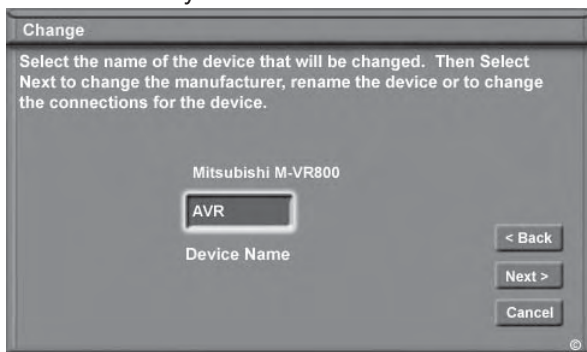 Change
Select the name of the device that will be changed.  Then Select
Next to change the manufacturer, rename the device or to change
the connections for the device.
Mitsubishi M-VR800
AVR
Device Name
< Back
Next >
Cancel
©